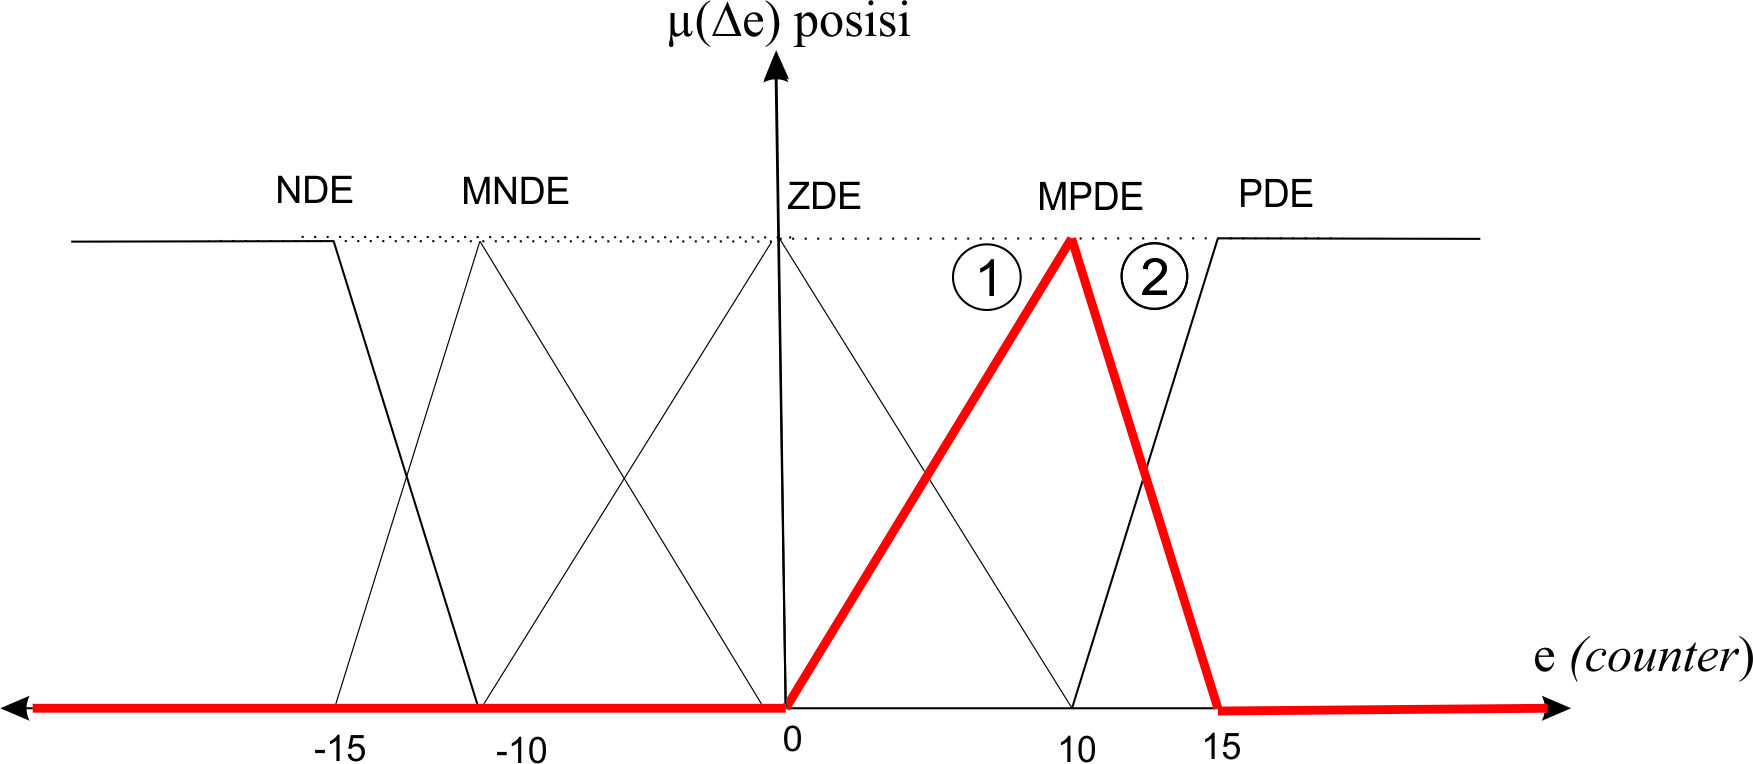 μ(Δe) posisi
NDE MNDE ZDE MPDE PDE
1 2
e (counter)
-15 -10 0 10 15